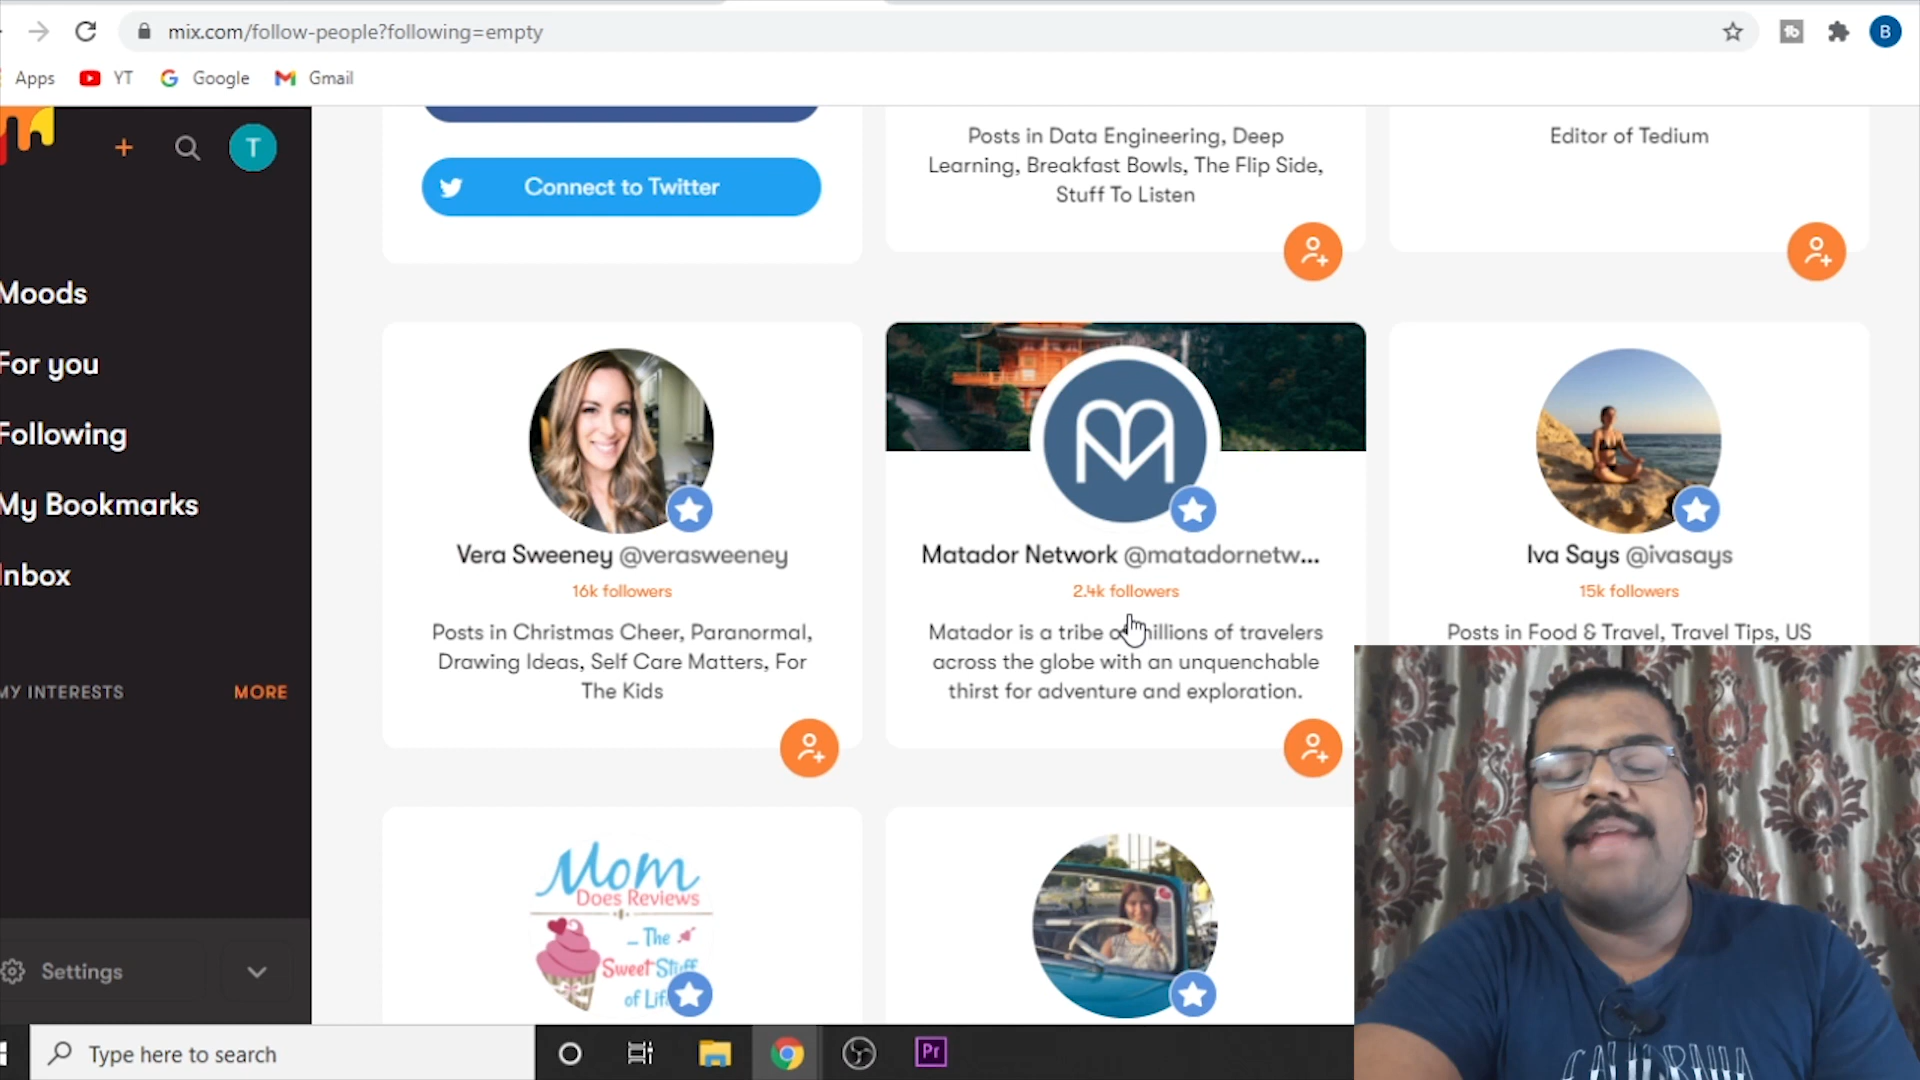 mix.com/follow-people?following=empty
B
Apps
YT
Google
Gmail
T
Moods
For you
Following
My Bookmarks
Inbox
MY INTERESTS
MORE
Settings
Connect to Twitter
Posts in Data Engineering, Deep
Learning, Breakfast Bowls, The Flip Side,
Stuff To Listen
Editor of Tedium
Vera Sweeney @verasweeney
16k followers
Posts in Christmas Cheer, Paranormal,
Drawing Ideas, Self Care Matters, For
The Kids
Matador Network @matadornetw...
2.4k followers
Matador is a tribe of millions of travelers
across the globe with an unquenchable
thirst for adventure and exploration.
Iva Says @ivasays
15k followers
Posts in Food & Travel, Travel Tips, US
Mom
Does Reviews
The
Sweet Stuff
of Lif
CALIFORNIA
Type here to search
Pr